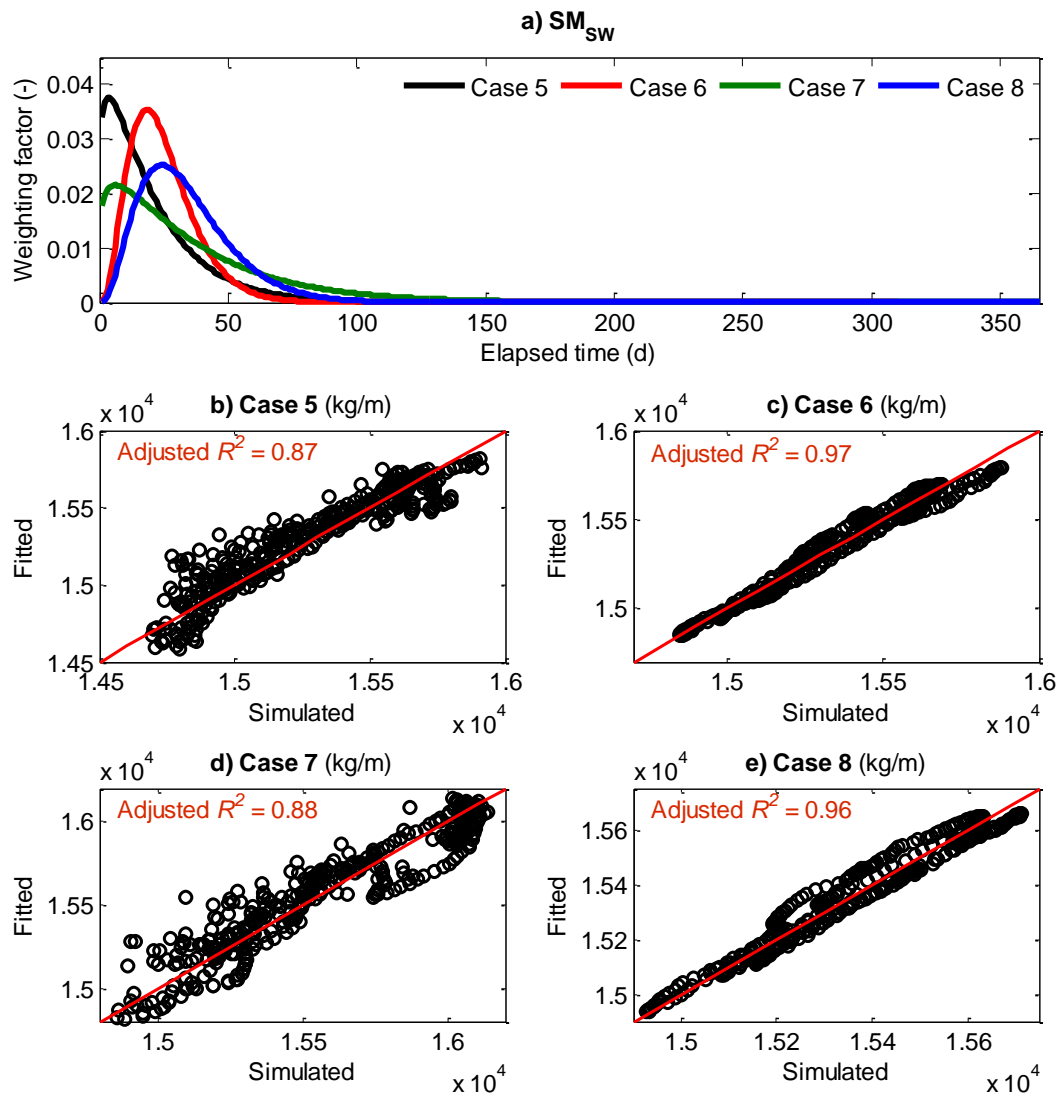 a) SM_SW
Weighting factor (-)
0.04
0.03
0.02
0.01
0
Case 5 Case 6 Case 7 Case 8
0 50 100 150 200 250 300 350
Elapsed time (d)
x 10^4
b) Case 5 (kg/m)
Adjusted R^2 = 0.87
Fitted
1.6
1.55
1.5
1.45
1.45 1.5 1.55 1.6
Simulated
x 10^4
x 10^4
c) Case 6 (kg/m)
Adjusted R^2 = 0.97
Fitted
1.6
1.55
1.5
1.5 1.55 1.6
Simulated
x 10^4
x 10^4
d) Case 7 (kg/m)
Adjusted R^2 = 0.88
Fitted
1.6
1.55
1.5
1.5 1.55 1.6
Simulated
x 10^4
x 10^4
e) Case 8 (kg/m)
Adjusted R^2 = 0.96
Fitted
1.56
1.54
1.52
1.5
1.5 1.52 1.54 1.56
Simulated
x 10^4